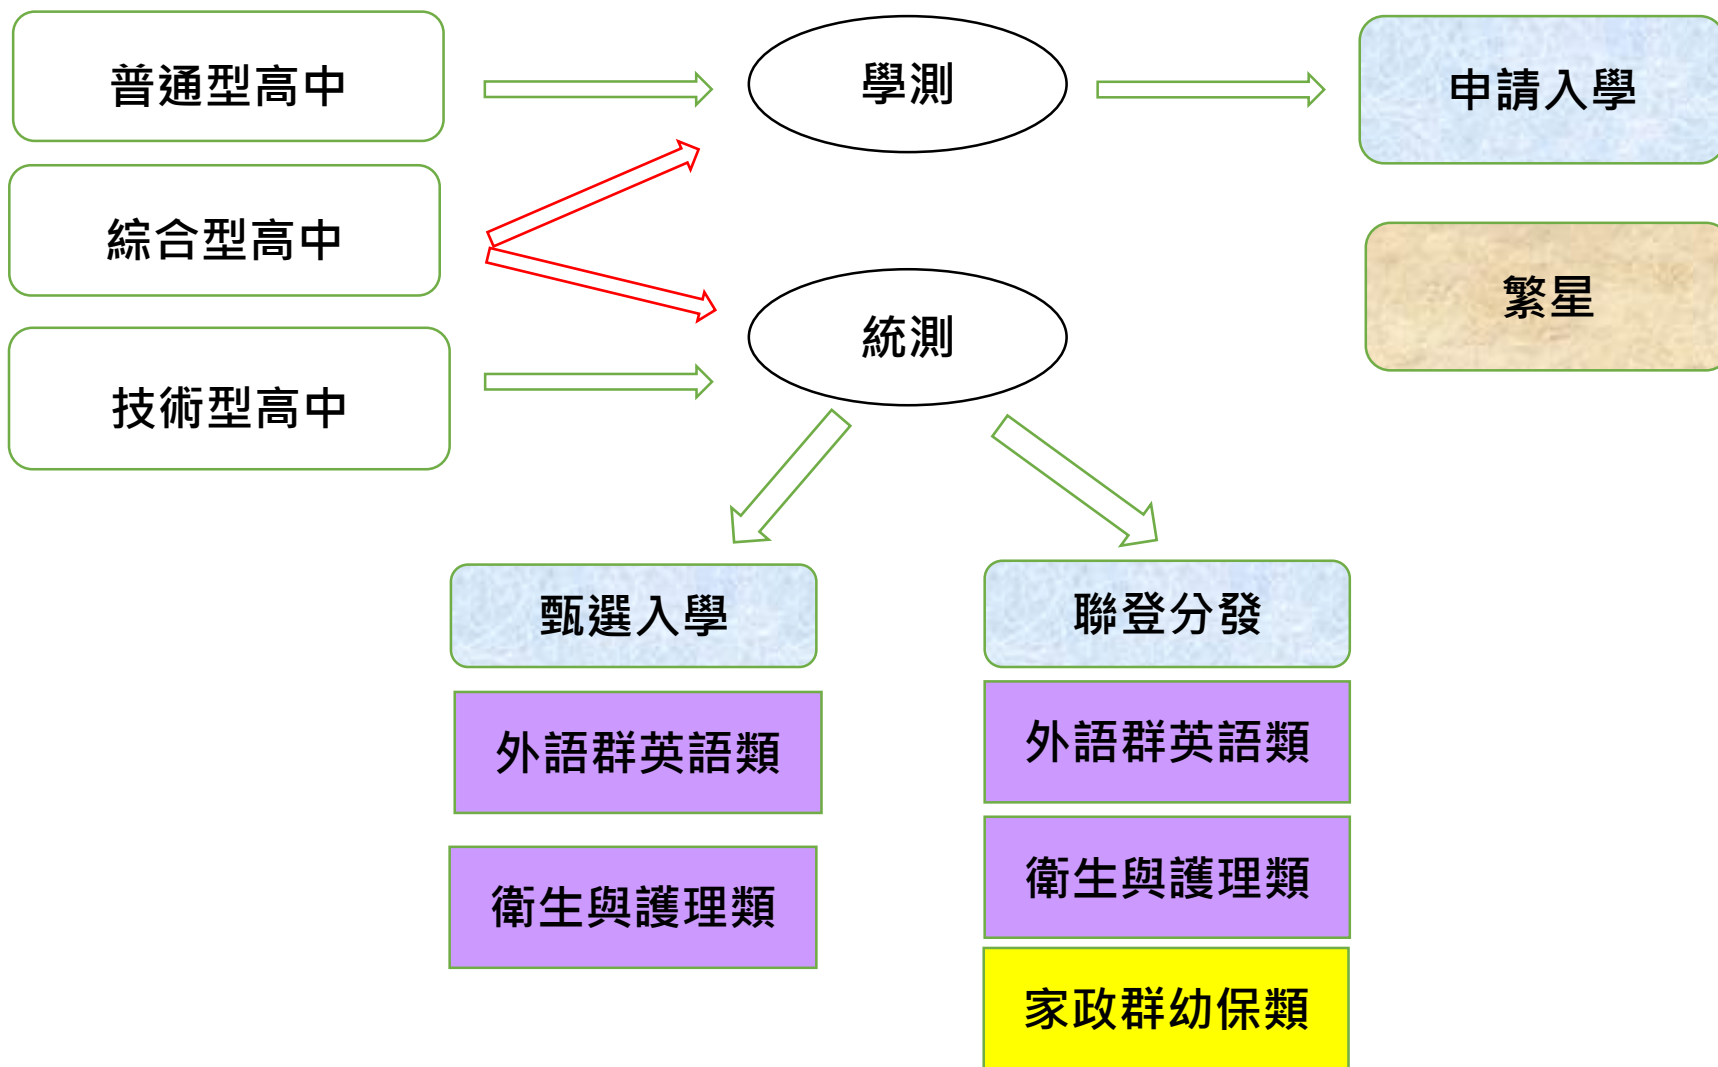 普通型高中
學測
申請入學
綜合型高中
繁星
統測
技術型高中
甄選入學
聯登分發
外語群英語類
外語群英語類
衛生與護理類
衛生與護理類
家政群幼保類